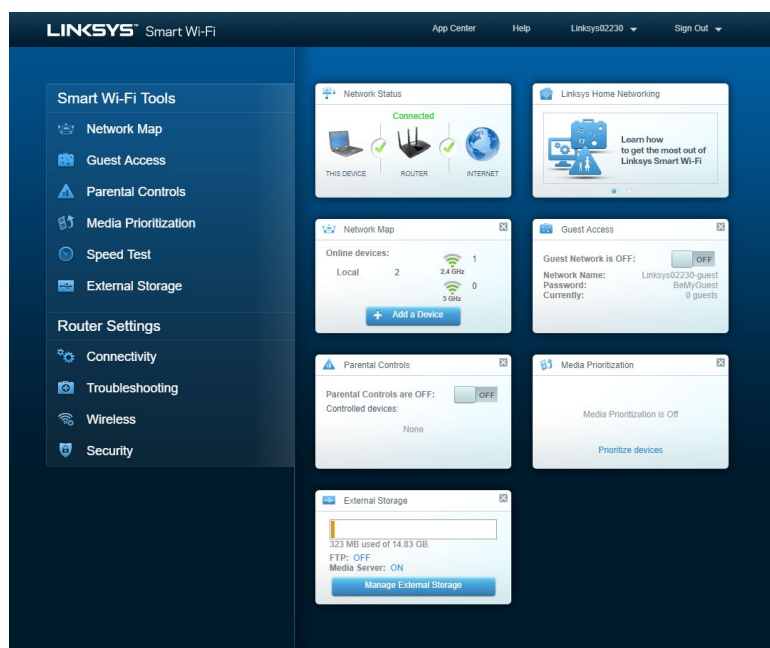 LINKSYS™ Smart Wi-Fi
App Center Help Linksys02230 Sign Out
Smart Wi-Fi Tools
Network Map
Guest Access
Parental Controls
Media Prioritization
Speed Test
External Storage
Router Settings
Connectivity
Troubleshooting
Wireless
Security
Network Status
Connected
THIS DEVICE ROUTER INTERNET
Linksys Home Networking
Learn how
to get the most out of
Linksys Smart Wi-Fi
Network Map
Online devices:
Local 2
1
2.4 GHz
0
5 GHz
+ Add a Device
Guest Access
Guest Network is OFF: OFF
Network Name: Linksys02230-guest
Password: BeMyGuest
Currently: 0 guests
Parental Controls
Parental Controls are OFF: OFF
Controlled devices:
None
Media Prioritization
Media Prioritization is Off
Prioritize devices
External Storage
323 MB used of 14.83 GB
FTP: OFF
Media Server: ON
Manage External Storage